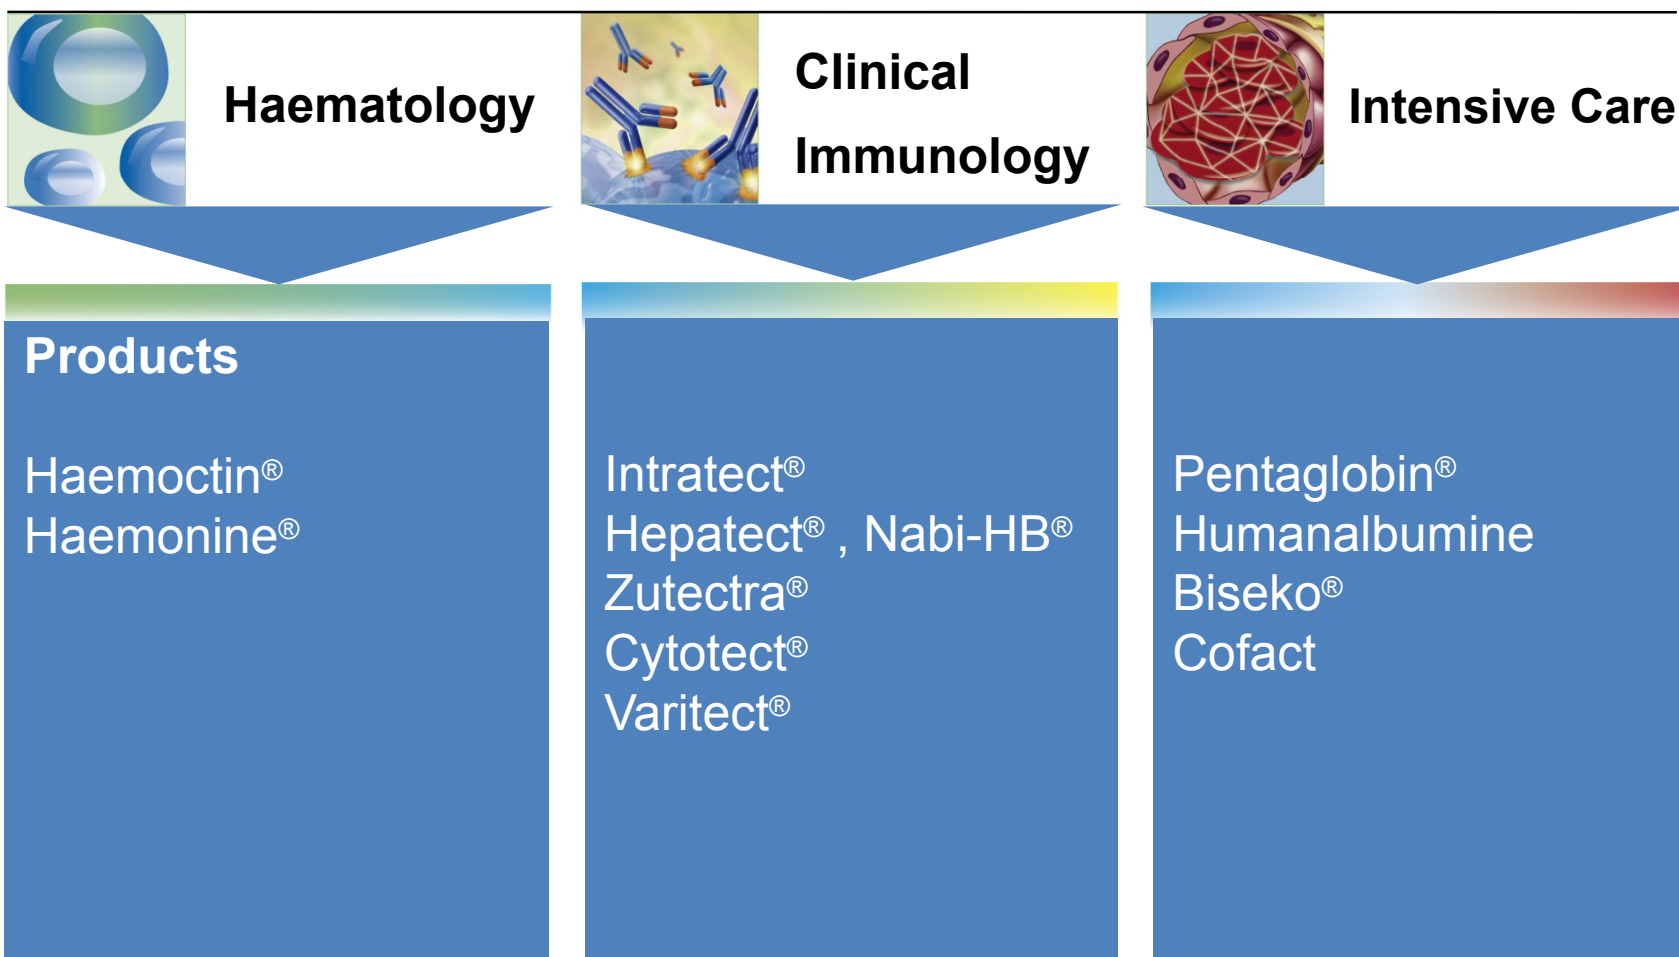 Haematology
Clinical
Immunology
Intensive Care
Products
Haemoctin®
Haemonine®
Intratect®
Hepatect® , Nabi-HB®
Zutectra®
Cytotect®
Varitect®
Pentaglobin®
Humanalbumine
Biseko®
Cofact